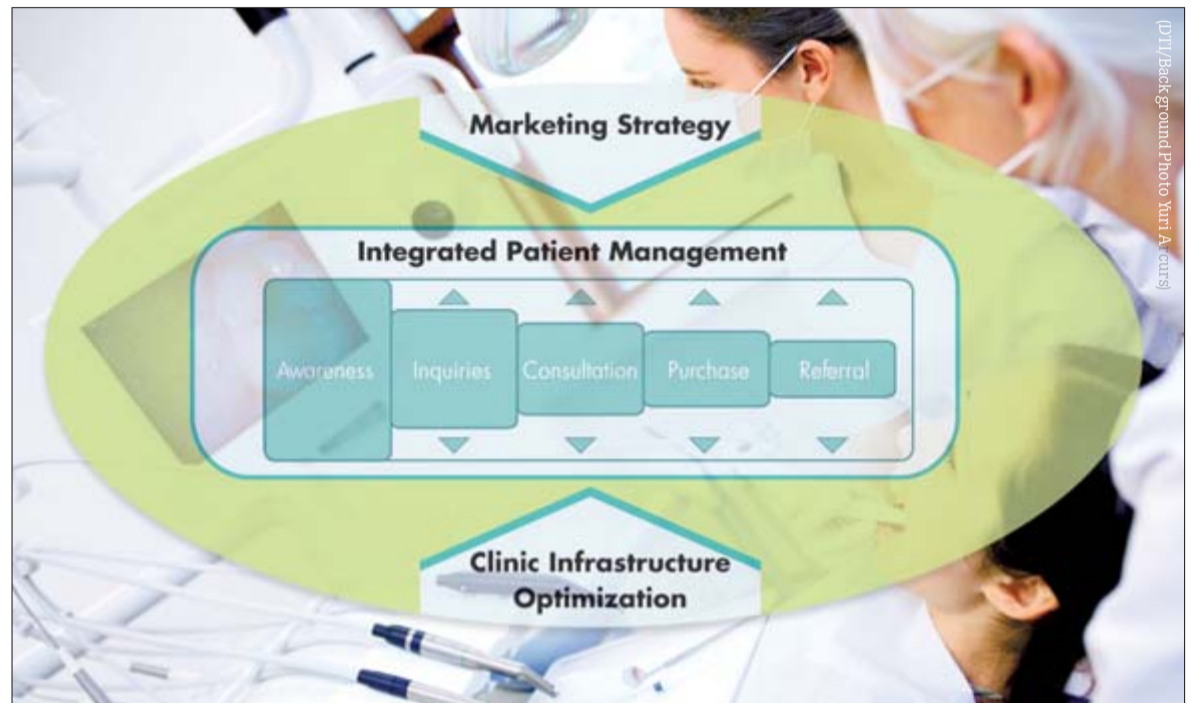 Marketing Strategy
Integrated Patient Management
Awareness
Inquiries
Consultation
Purchase
Referral
Clinic Infrastructure
Optimization
(DTI/Background Photo Yuri Arcurs)